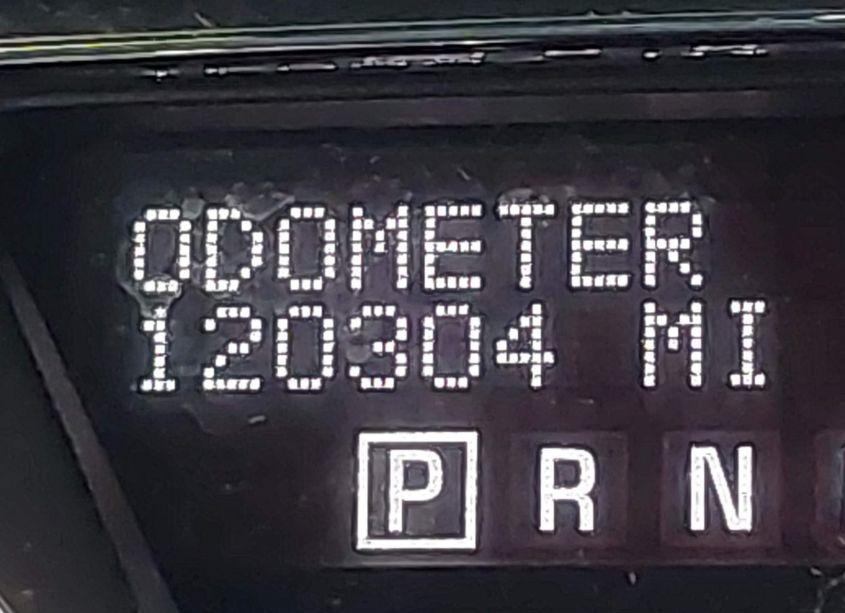 ODOMETER
120304 MI
P R N